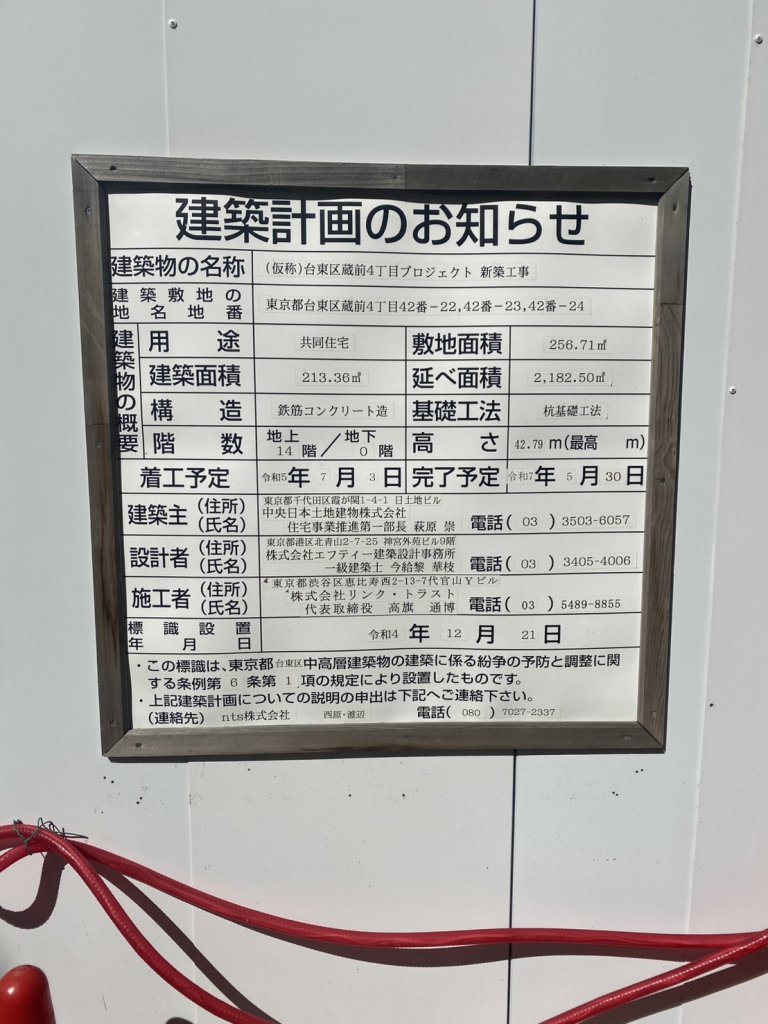 建築計画のお知らせ
建築物の名称 (仮称)台東区蔵前4丁目プロジェクト 新築工事
建築敷地の地名地番 東京都台東区蔵前4丁目42番-22,42番-23,42番-24
建築物の概要
用途 共同住宅 敷地面積 256.71㎡
建築面積 213.36㎡ 延べ面積 2,182.50㎡
構造 鉄筋コンクリート造 基礎工法 杭基礎工法
階数 地上14階/地下0階 高さ 42.79 m(最高 m)
着工予定 令和5年7月3日 完了予定 令和7年5月30日
建築主 (住所)(氏名)
東京都千代田区霞が関1-4-1 日土地ビル
中央日本土地建物株式会社
住宅事業推進第一部長 萩原 崇 電話( 03 ) 3503-6057
設計者 (住所)(氏名)
東京都港区北青山2-7-25 神宮外苑ビル9階
株式会社エフティー建築設計事務所
一級建築士 今給黎 華枝 電話( 03 ) 3405-4006
施工者 (住所)(氏名)
東京都渋谷区恵比寿西2-13-7代官山Yビル
株式会社リンク・トラスト
代表取締役 高旗 通博 電話( 03 ) 5489-8855
標識設置年月日 令和4年12月21日
・この標識は、東京都台東区中高層建築物の建築に係る紛争の予防と調整に関
する条例第6条第1項の規定により設置したものです。
・上記建築計画についての説明の申出は下記へご連絡下さい。
(連絡先) nts株式会社 西原・渡辺 電話( 080 ) 7027-2337